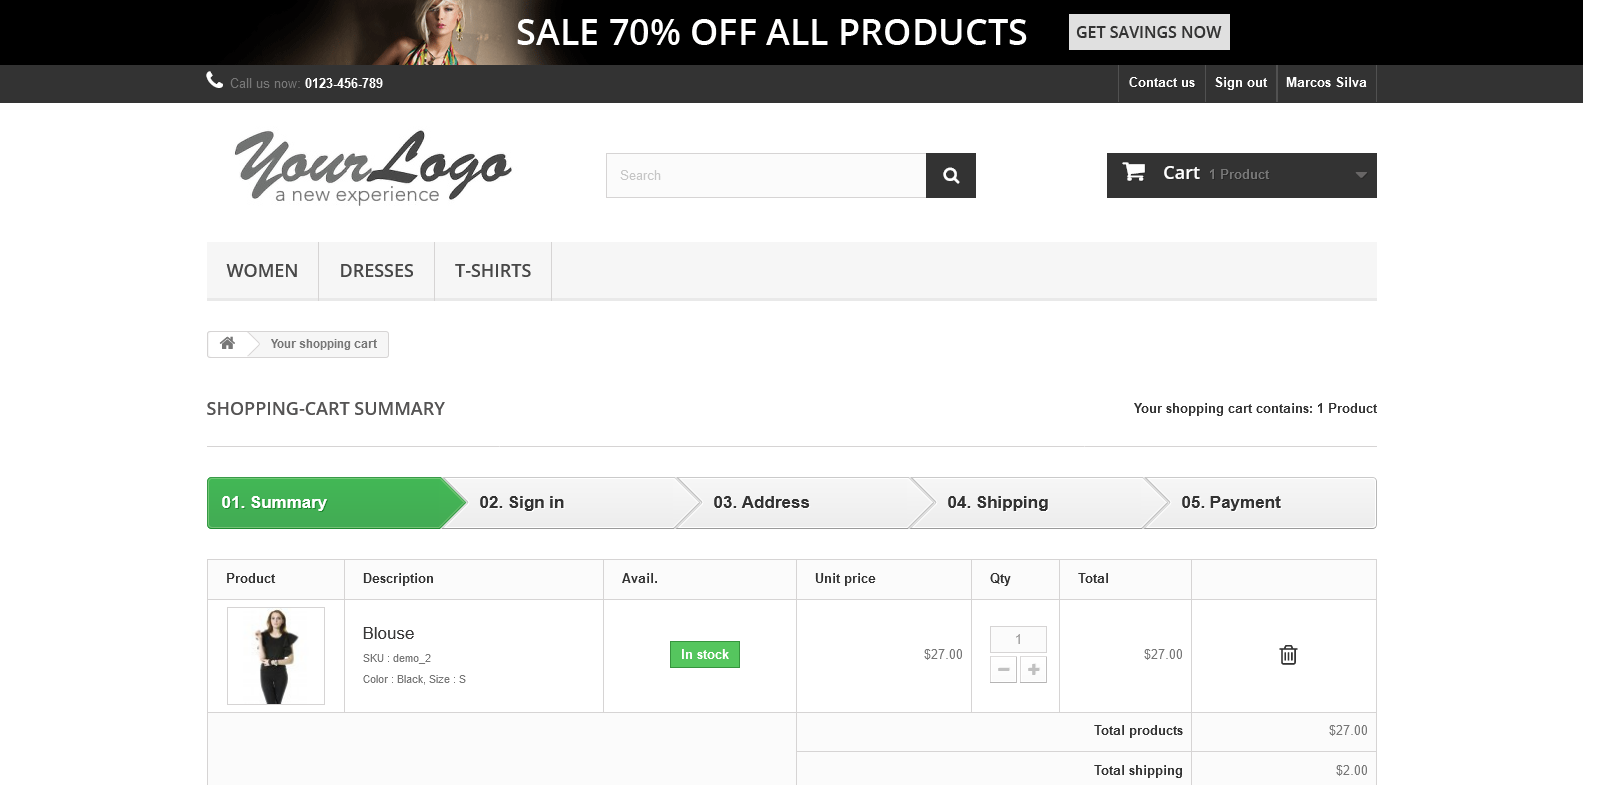 SALE 70% OFF ALL PRODUCTS GET SAVINGS NOW
Call us now: 0123-456-789 Contact us Sign out Marcos Silva
Your Logo
a new experience
Search
Cart 1 Product
WOMEN DRESSES T-SHIRTS
Your shopping cart
SHOPPING-CART SUMMARY Your shopping cart contains: 1 Product
01. Summary 02. Sign in 03. Address 04. Shipping 05. Payment
Product Description Avail. Unit price Qty Total
Blouse
SKU : demo_2
Color : Black, Size : S
In stock
$27.00
1
$27.00
Total products $27.00
Total shipping $2.00